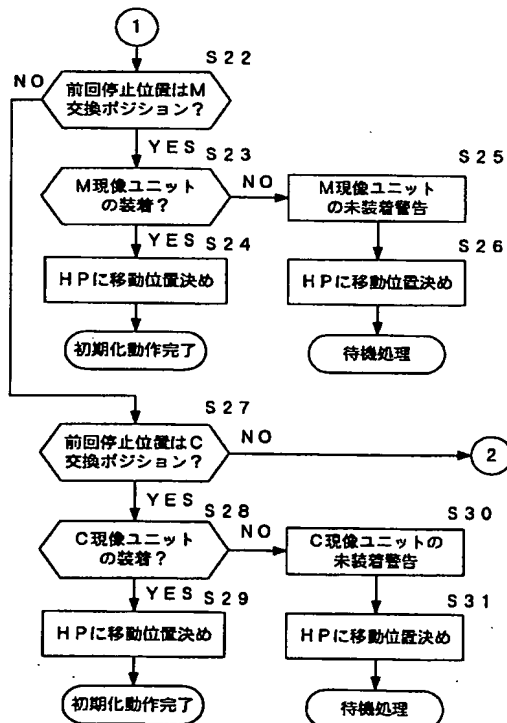 1
S22
NO
前回停止位置はM
交換ポジション?
YES
S23
M現像ユニット
の装着?
NO
S25
M現像ユニット
の未装着警告
YES
S24
HPに移動位置決め
S26
HPに移動位置決め
初期化動作完了
待機処理
S27
前回停止位置はC
交換ポジション?
NO
2
YES
S28
C現像ユニット
の装着?
NO
S30
C現像ユニットの
未装着警告
YES
S29
HPに移動位置決め
S31
HPに移動位置決め
初期化動作完了
待機処理